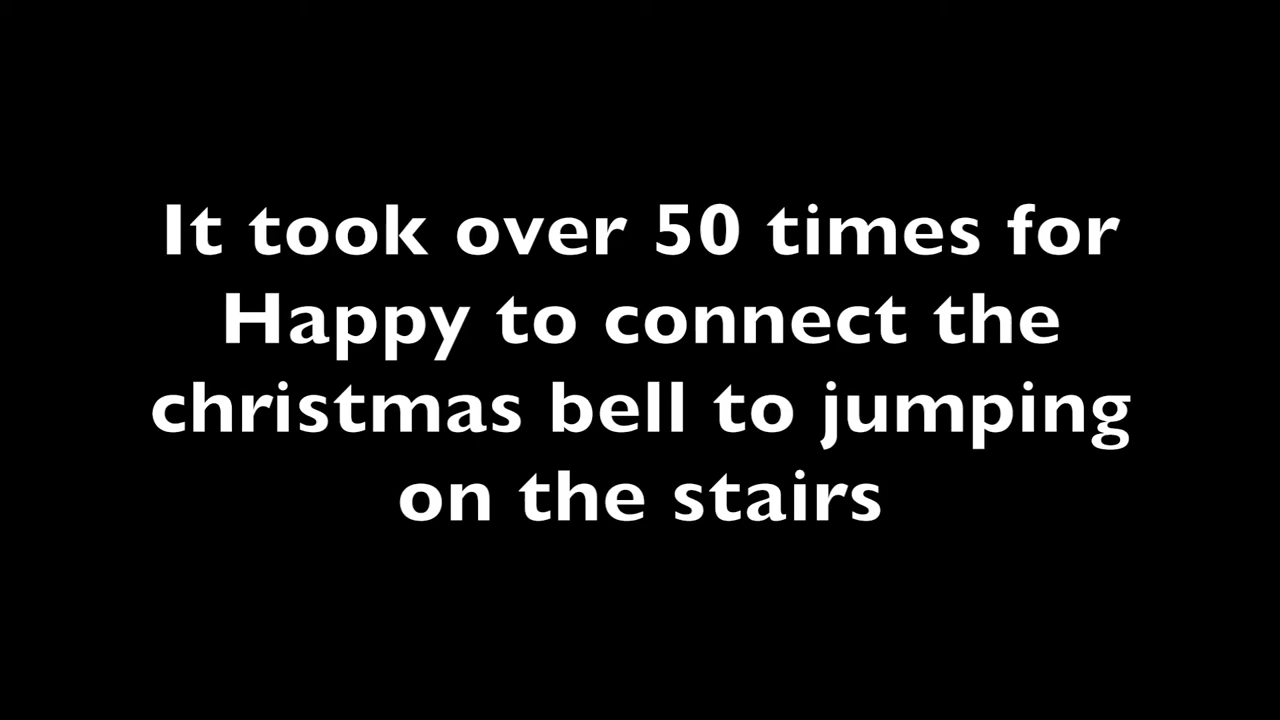 It took over 50 times for
Happy to connect the
christmas bell to jumping
on the stairs